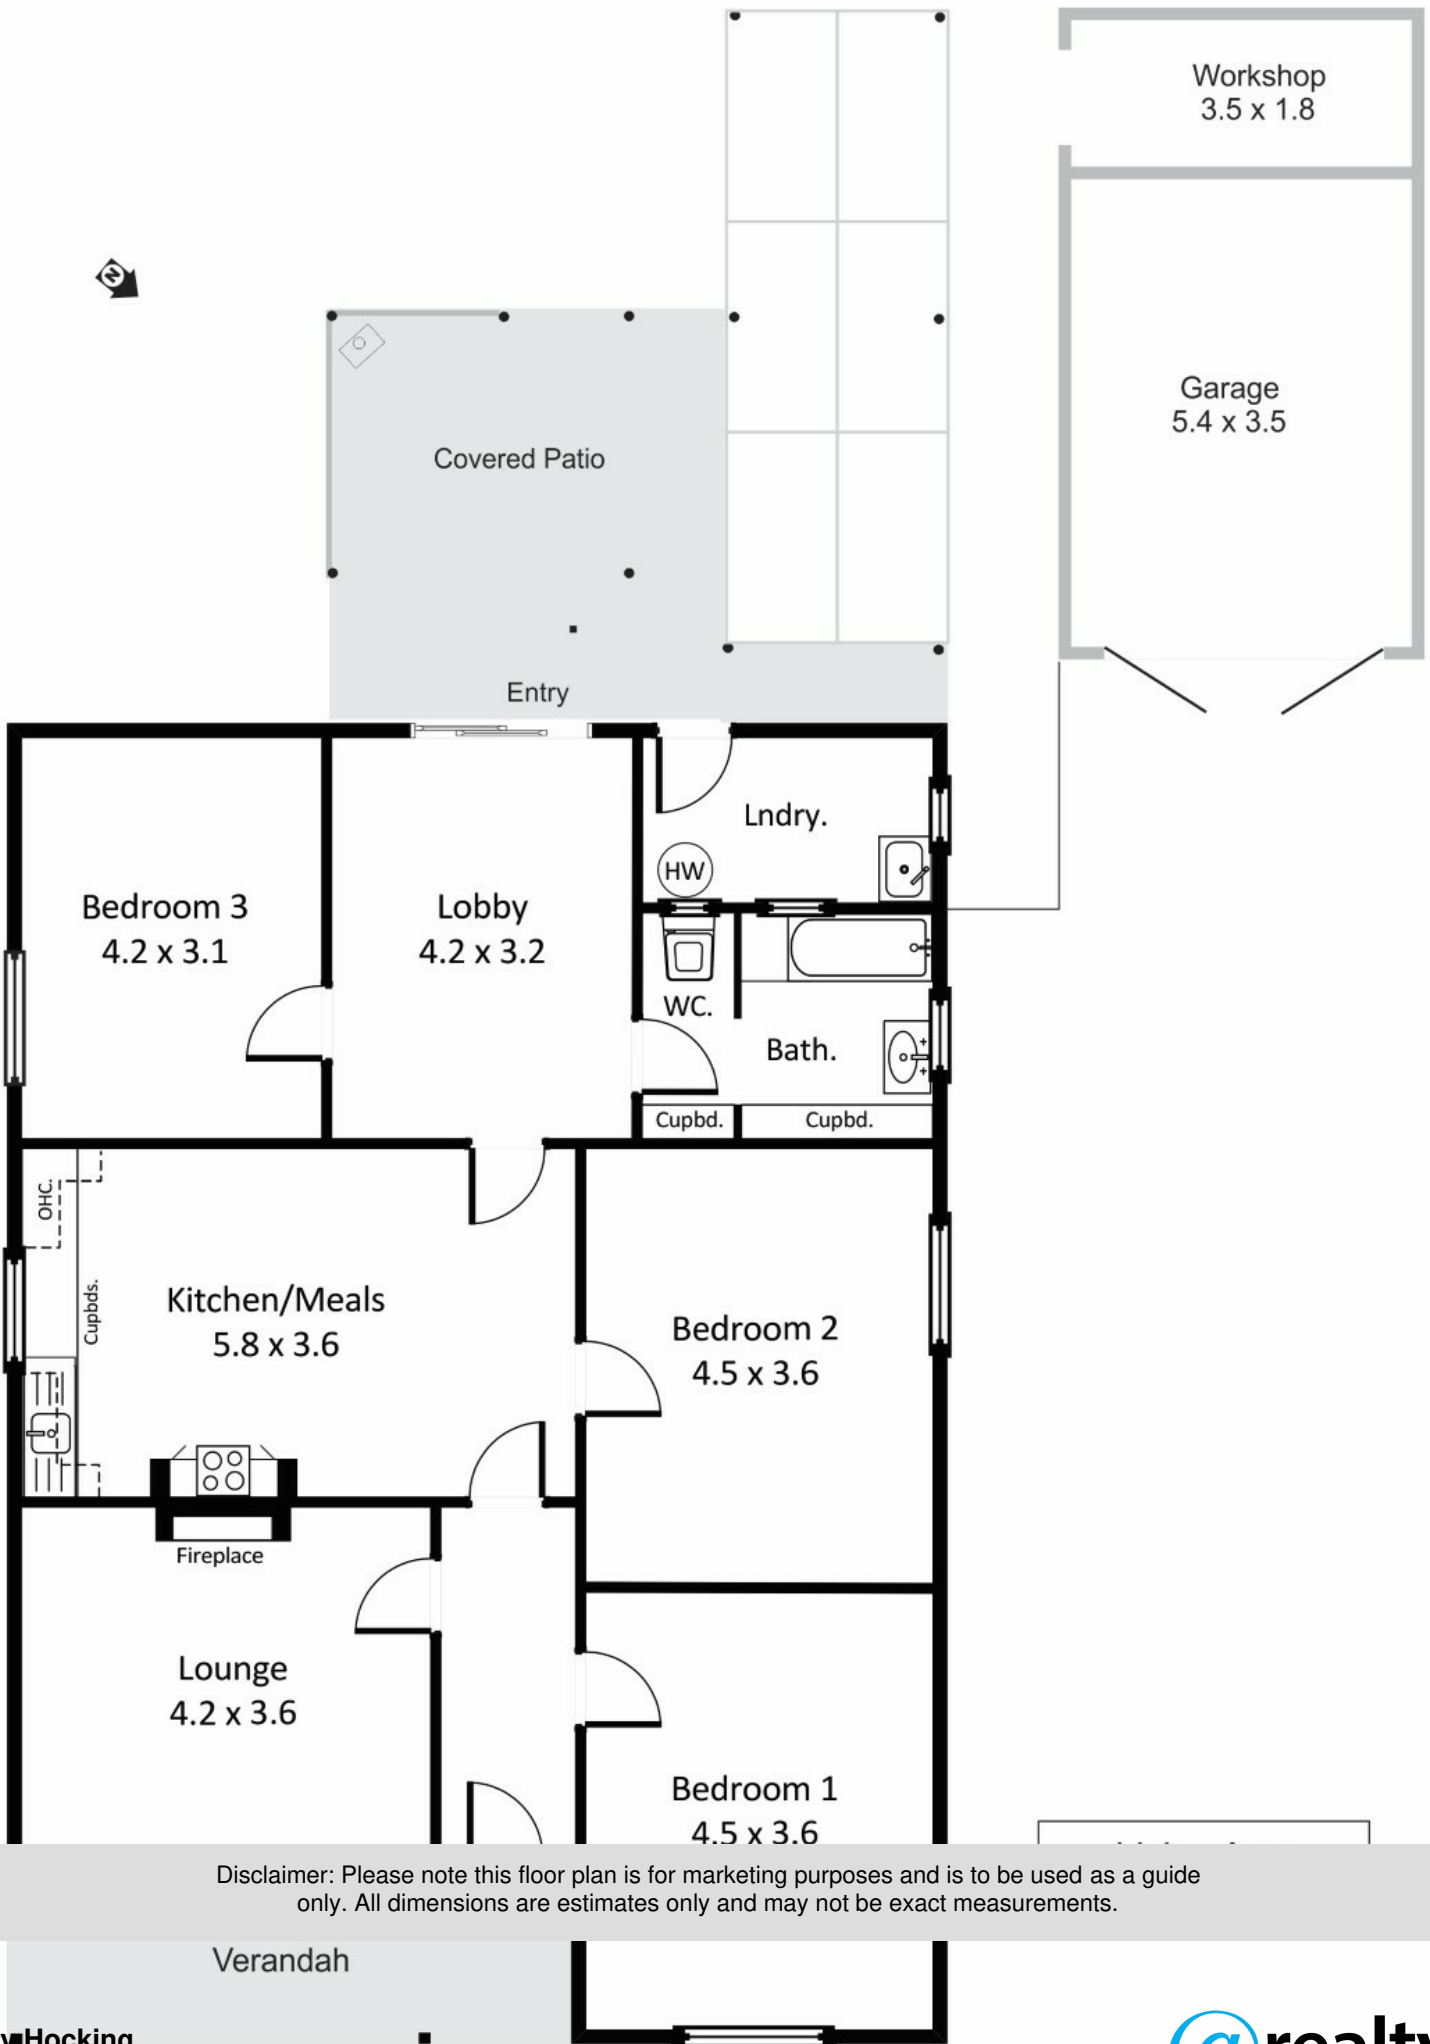 Workshop
3.5 x 1.8
N
Garage
5.4 x 3.5
Covered Patio
Entry
Lndry.
HW
Bedroom 3
4.2 x 3.1
Lobby
4.2 x 3.2
WC.
Bath.
Cupbd.
Cupbd.
OHC.
Cupbds.
Kitchen/Meals
5.8 x 3.6
Bedroom 2
4.5 x 3.6
Fireplace
Lounge
4.2 x 3.6
Bedroom 1
4.5 x 3.6
Disclaimer: Please note this floor plan is for marketing purposes and is to be used as a guide
only. All dimensions are estimates only and may not be exact measurements.
Verandah
Hocking
@realty